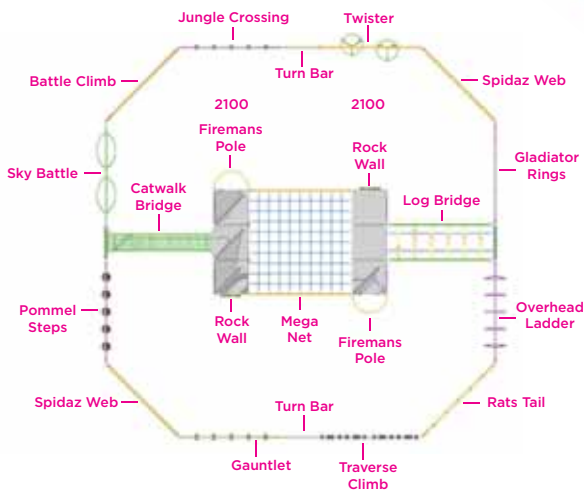 Jungle Crossing
Twister
Turn Bar
Battle Climb
Spidaz Web
2100
2100
Firemans
Pole
Rock
Wall
Gladiator
Rings
Sky Battle
Catwalk
Bridge
Log Bridge
Pommel
Steps
Rock
Wall
Mega
Net
Firemans
Pole
Overhead
Ladder
Spidaz Web
Turn Bar
Rats Tail
Gauntlet
Traverse
Climb